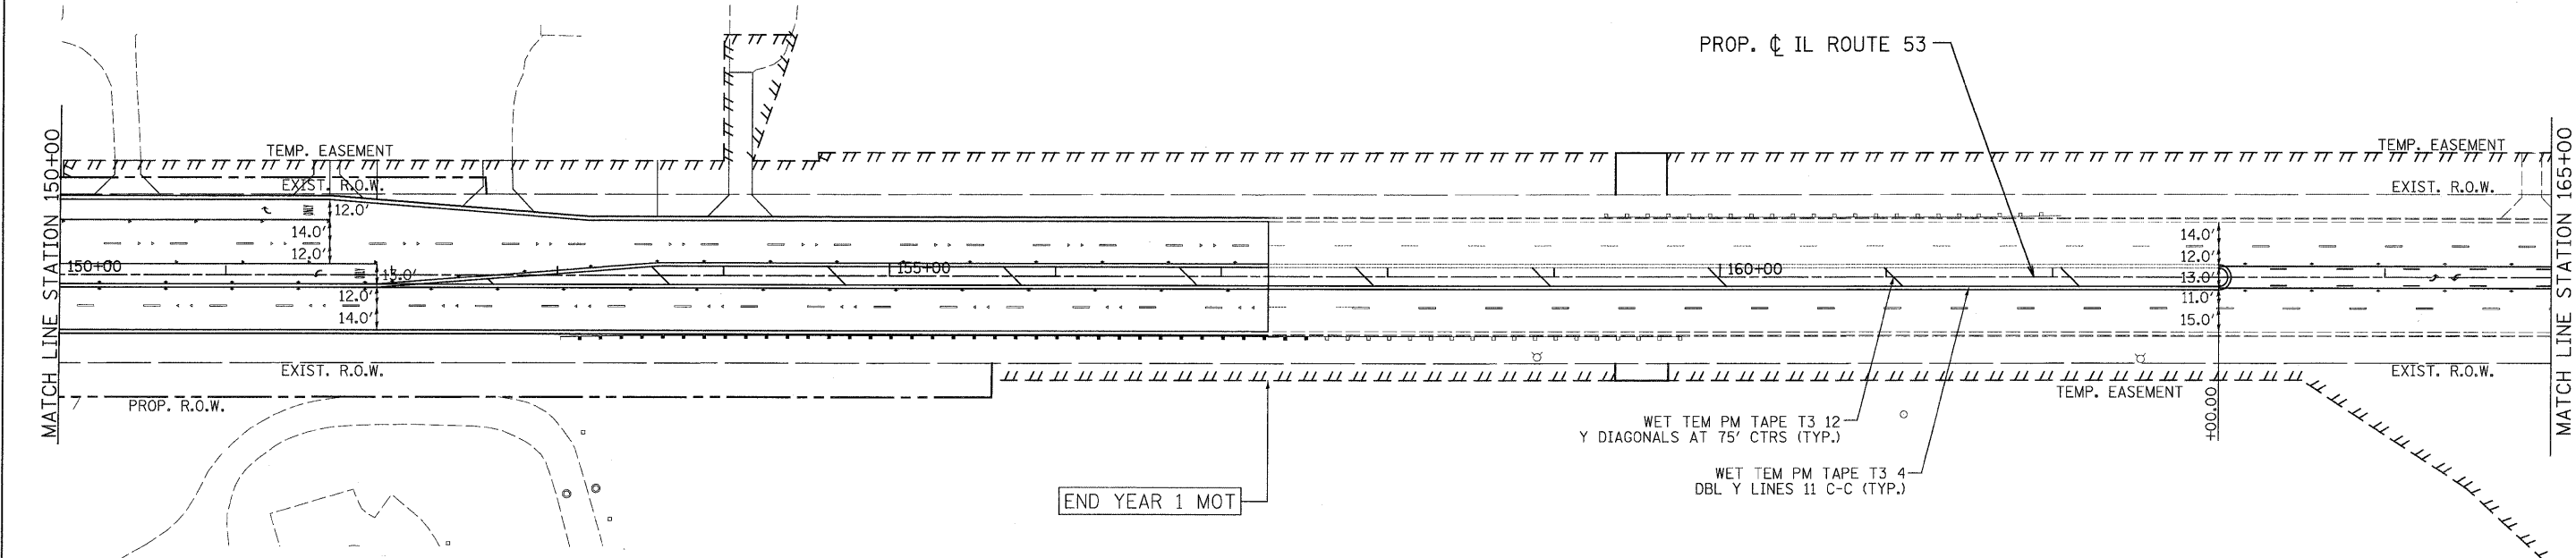 PROP. ℄ IL ROUTE 53
MATCH LINE STATION 150+00
MATCH LINE STATION 165+00
TEMP. EASEMENT
TEMP. EASEMENT
EXIST. R.O.W.
EXIST. R.O.W.
ONLY
12.0'
14.0'
12.0'
14.0'
12.0'
150+00
ONLY
13.0'
155+00
160+00
13.0'
12.0'
14.0'
11.0'
15.0'
EXIST. R.O.W.
EXIST. R.O.W.
PROP. R.O.W.
TEMP. EASEMENT
+00.00
WET TEM PM TAPE T3 12
Y DIAGONALS AT 75' CTRS (TYP.)
WET TEM PM TAPE T3 4
DBL Y LINES 11 C-C (TYP.)
END YEAR 1 MOT